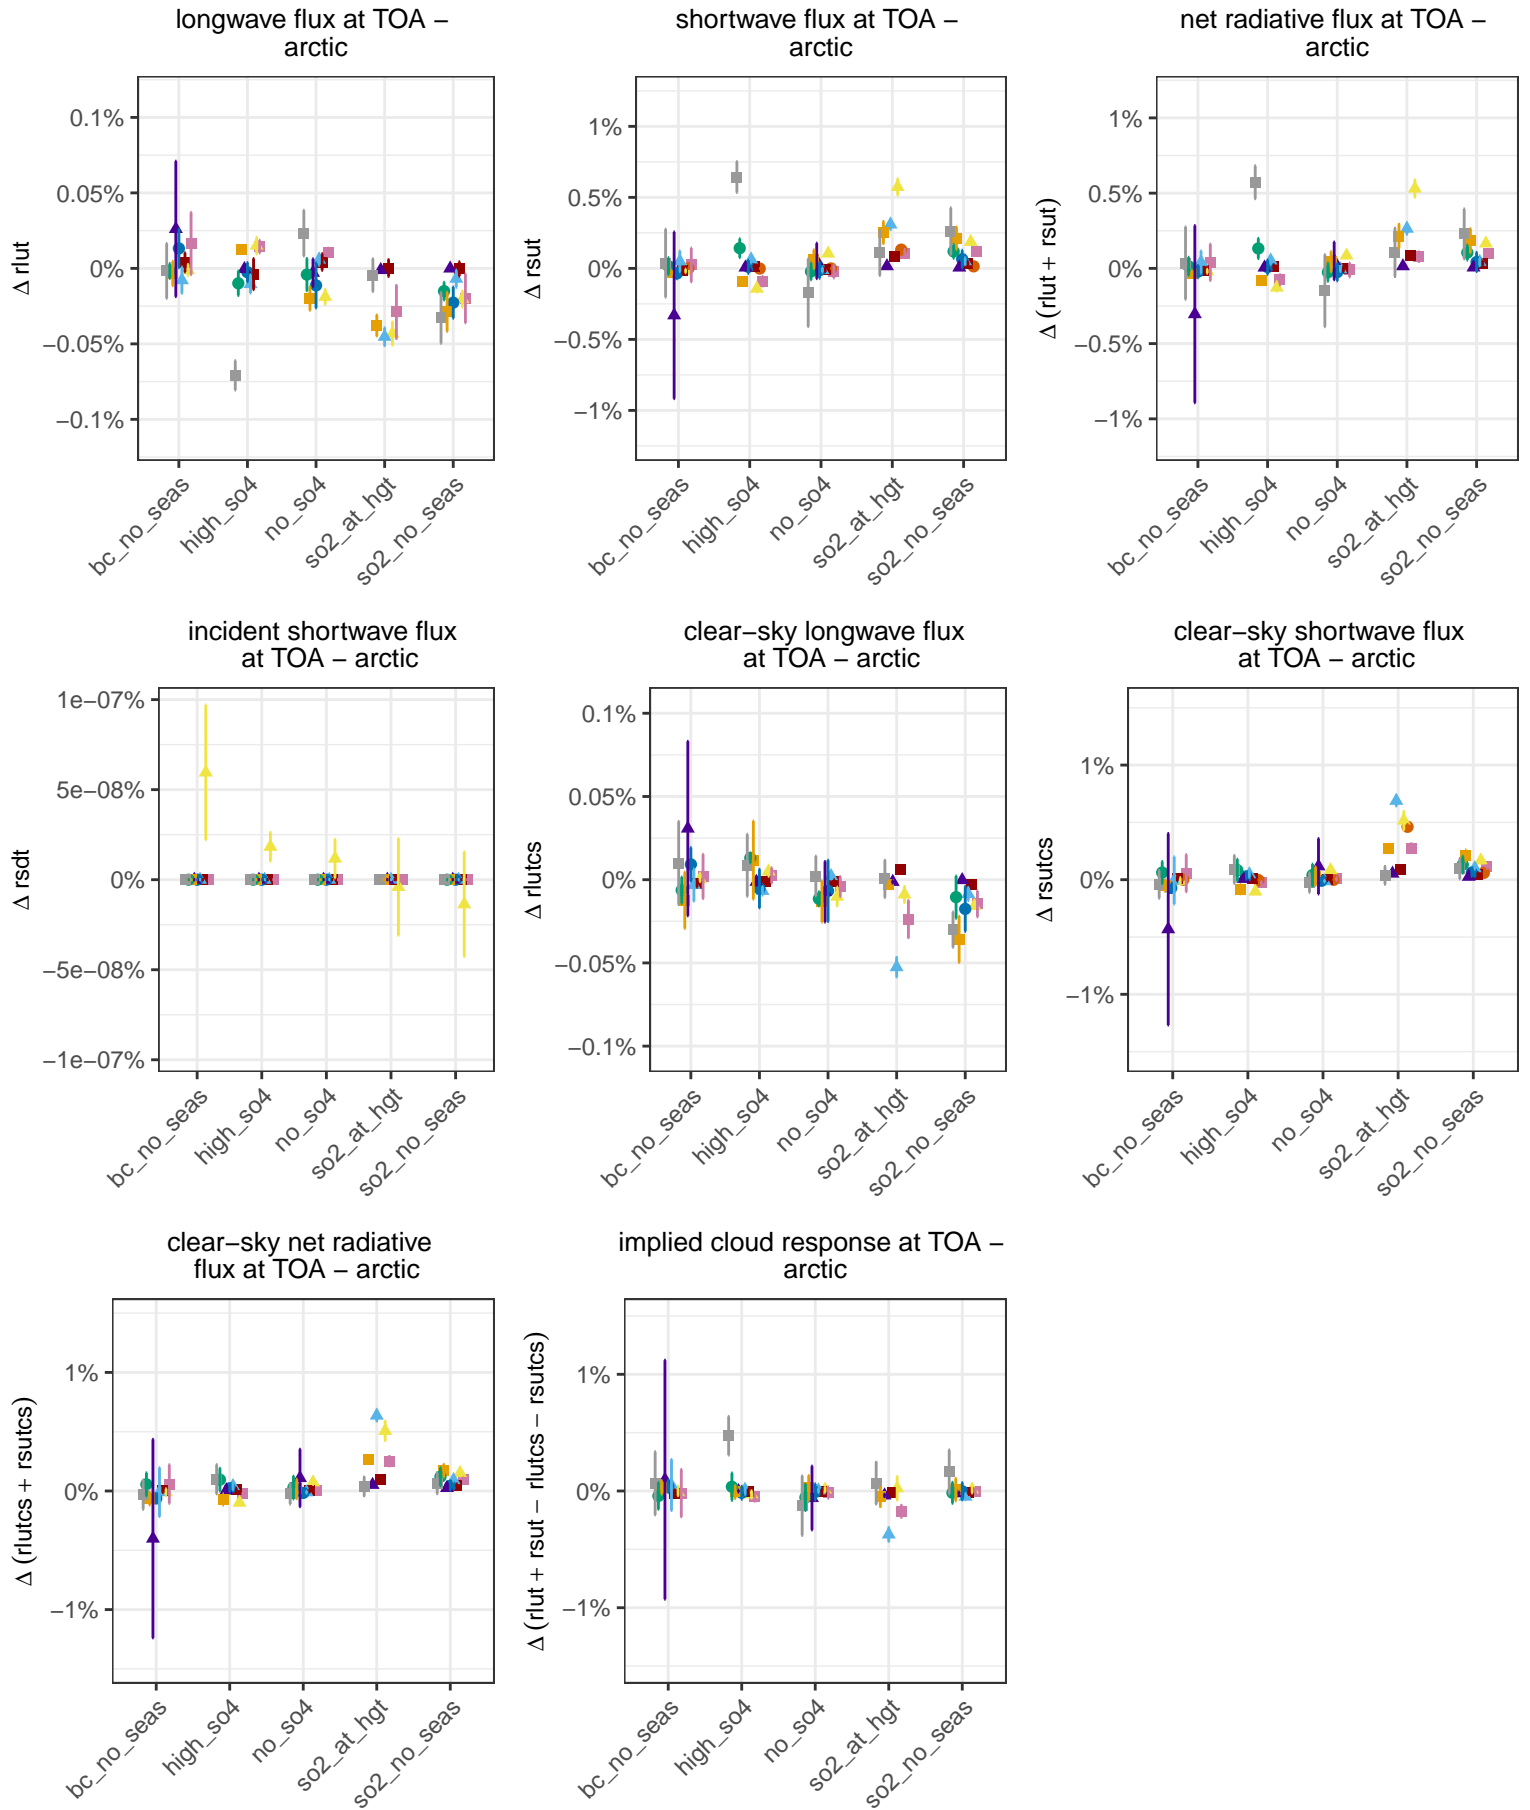 longwave flux at TOA −
arctic
Δ rlut
0.1%
0.05%
0%
−0.05%
−0.1%
bc_no_seas
high_so4
no_so4
so2_at_hgt
so2_no_seas
shortwave flux at TOA −
arctic
Δ rsut
1%
0.5%
0%
−0.5%
−1%
bc_no_seas
high_so4
no_so4
so2_at_hgt
so2_no_seas
net radiative flux at TOA −
arctic
Δ (rlut + rsut)
1%
0.5%
0%
−0.5%
−1%
bc_no_seas
high_so4
no_so4
so2_at_hgt
so2_no_seas
incident shortwave flux
at TOA − arctic
Δ rsdt
1e−07%
5e−08%
0%
−5e−08%
−1e−07%
bc_no_seas
high_so4
no_so4
so2_at_hgt
so2_no_seas
clear−sky longwave flux
at TOA − arctic
Δ rlutcs
0.1%
0.05%
0%
−0.05%
−0.1%
bc_no_seas
high_so4
no_so4
so2_at_hgt
so2_no_seas
clear−sky shortwave flux
at TOA − arctic
Δ rsutcs
1%
0%
−1%
bc_no_seas
high_so4
no_so4
so2_at_hgt
so2_no_seas
clear−sky net radiative
flux at TOA − arctic
Δ (rlutcs + rsutcs)
1%
0%
−1%
bc_no_seas
high_so4
no_so4
so2_at_hgt
so2_no_seas
implied cloud response at TOA −
arctic
Δ (rlut + rsut − rlutcs − rsutcs)
1%
0%
−1%
bc_no_seas
high_so4
no_so4
so2_at_hgt
so2_no_seas